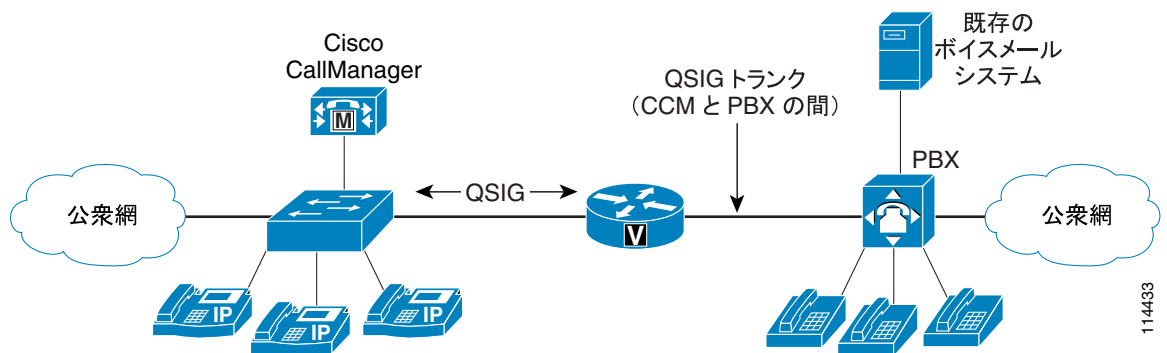 Cisco
CallManager
M
QSIG トランク
（CCM と PBX の間）
既存の
ボイスメール
システム
PBX
公衆網
QSIG
V
公衆網
IP
IP
IP
114433